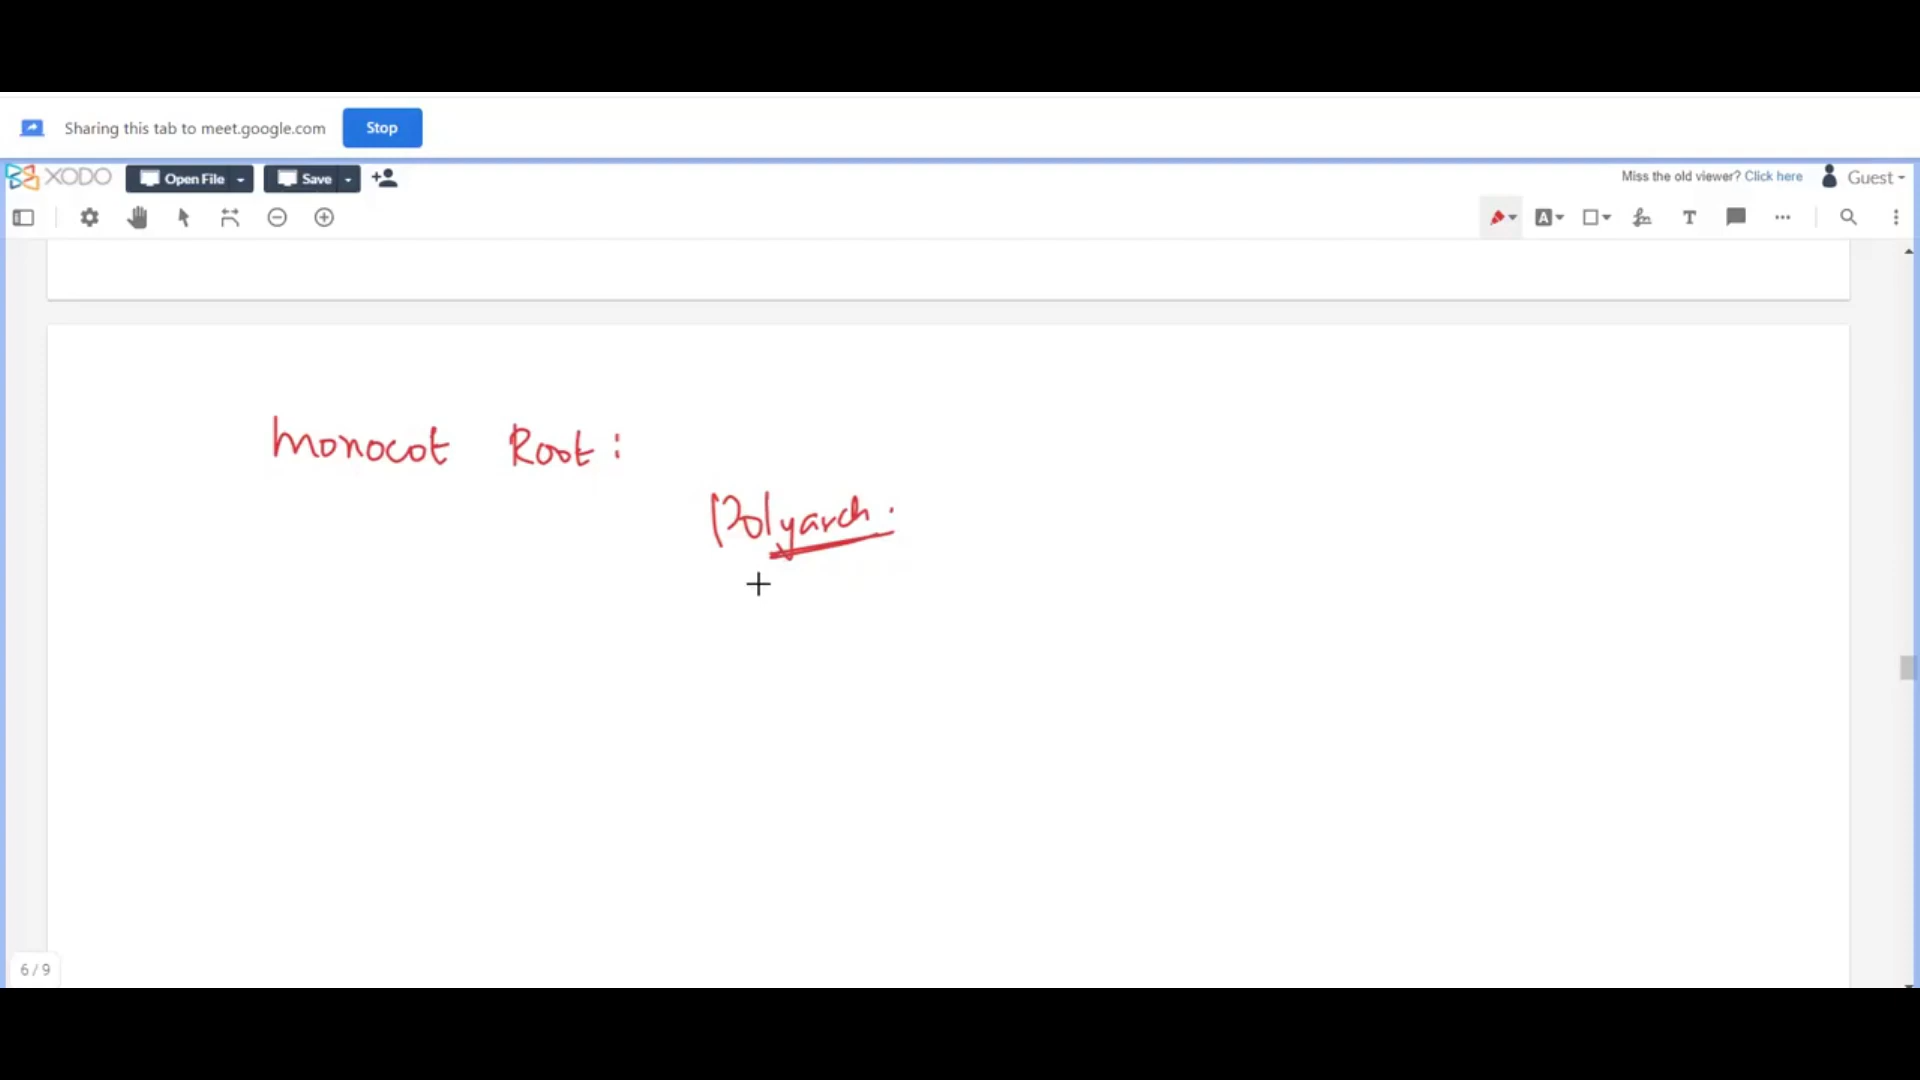 Sharing this tab to meet.google.com Stop
XODO Open File Save Miss the old viewer? Click here Guest
A T
Monocot Root :
Polyarch.
6 / 9